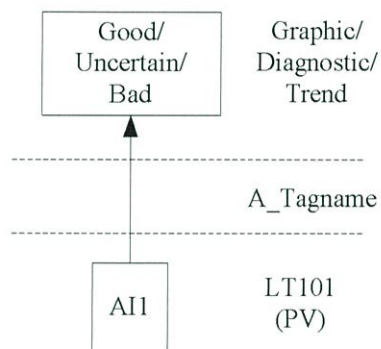 Good/
Uncertain/
Bad
Graphic/
Diagnostic/
Trend
A_Tagname
AI1
LT101
(PV)